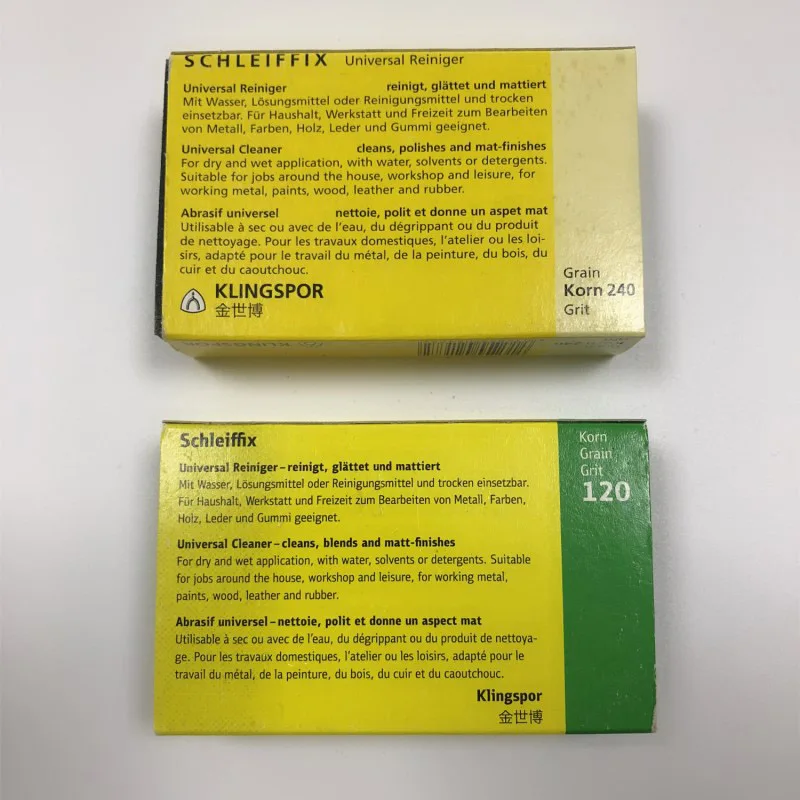 SCHLEIFFIX Universal Reiniger
Universal Reiniger reinigt, glättet und mattiert
Mit Wasser, Lösungsmittel oder Reinigungsmittel und trocken
einsetzbar. Für Haushalt, Werkstatt und Freizeit zum Bearbeiten
von Metall, Farben, Holz, Leder und Gummi geeignet.
Universal Cleaner cleans, polishes and mat-finishes
For dry and wet application, with water, solvents or detergents.
Suitable for jobs around the house, workshop and leisure, for
working metal, paints, wood, leather and rubber.
Abrasif universel nettoie, polit et donne un aspet mat
Utilisable à sec ou avec de l'eau, du dégrippant ou du produit
de nettoyage. Pour les travaux domestiques, l'atelier ou les loi-
sirs, adapté pour le travail du métal, de la peinture, du bois, du
cuir et du caoutchouc.
KLINGSPOR
金世博
Grain
Korn 240
Grit
KLINGSPOR
Schleiffix
Universal Reiniger – reinigt, glättet und mattiert
Mit Wasser, Lösungsmittel oder Reinigungsmittel und trocken einsetzbar.
Für Haushalt, Werkstatt und Freizeit zum Bearbeiten von Metall, Farben,
Holz, Leder und Gummi geeignet.
Universal Cleaner – cleans, blends and matt-finishes
For dry and wet application, with water, solvents or detergents. Suitable
for jobs around the house, workshop and leisure, for working metal,
paints, wood, leather and rubber.
Abrasif universel – nettoie, polit et donne un aspect mat
Utilisable à sec ou avec de l'eau, du dégrippant ou du produit de nettoya-
ge. Pour les travaux domestiques, l'atelier ou les loisirs, adapté pour le
travail du métal, de la peinture, du bois, du cuir et du caoutchouc.
Klingspor
金世博
Korn
Grain
Grit
120